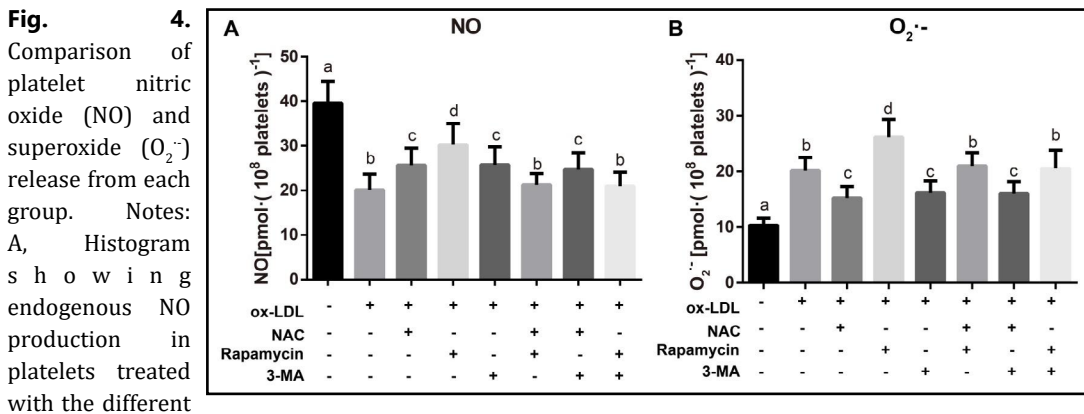 Fig. 4.
Comparison of
platelet nitric
oxide (NO) and
superoxide (O₂·-)
release from each
group. Notes:
A, Histogram
showing
endogenous NO
production in
platelets treated
with the different
A
NO
NO[pmol·( 10⁸ platelets )⁻¹]
50
40
30
20
10
0
a
b
c
d
c
b
c
b
ox-LDL - + + + + + + +
NAC - - + - - + + -
Rapamycin - - - + - + - +
3-MA - - - - + - + +
B
O₂·-
O₂·- [pmol·( 10⁸ platelets )⁻¹]
40
30
20
10
0
a
b
c
d
c
b
c
b
ox-LDL - + + + + + + +
NAC - - + - - + + -
Rapamycin - - - + - + - +
3-MA - - - - + - + +